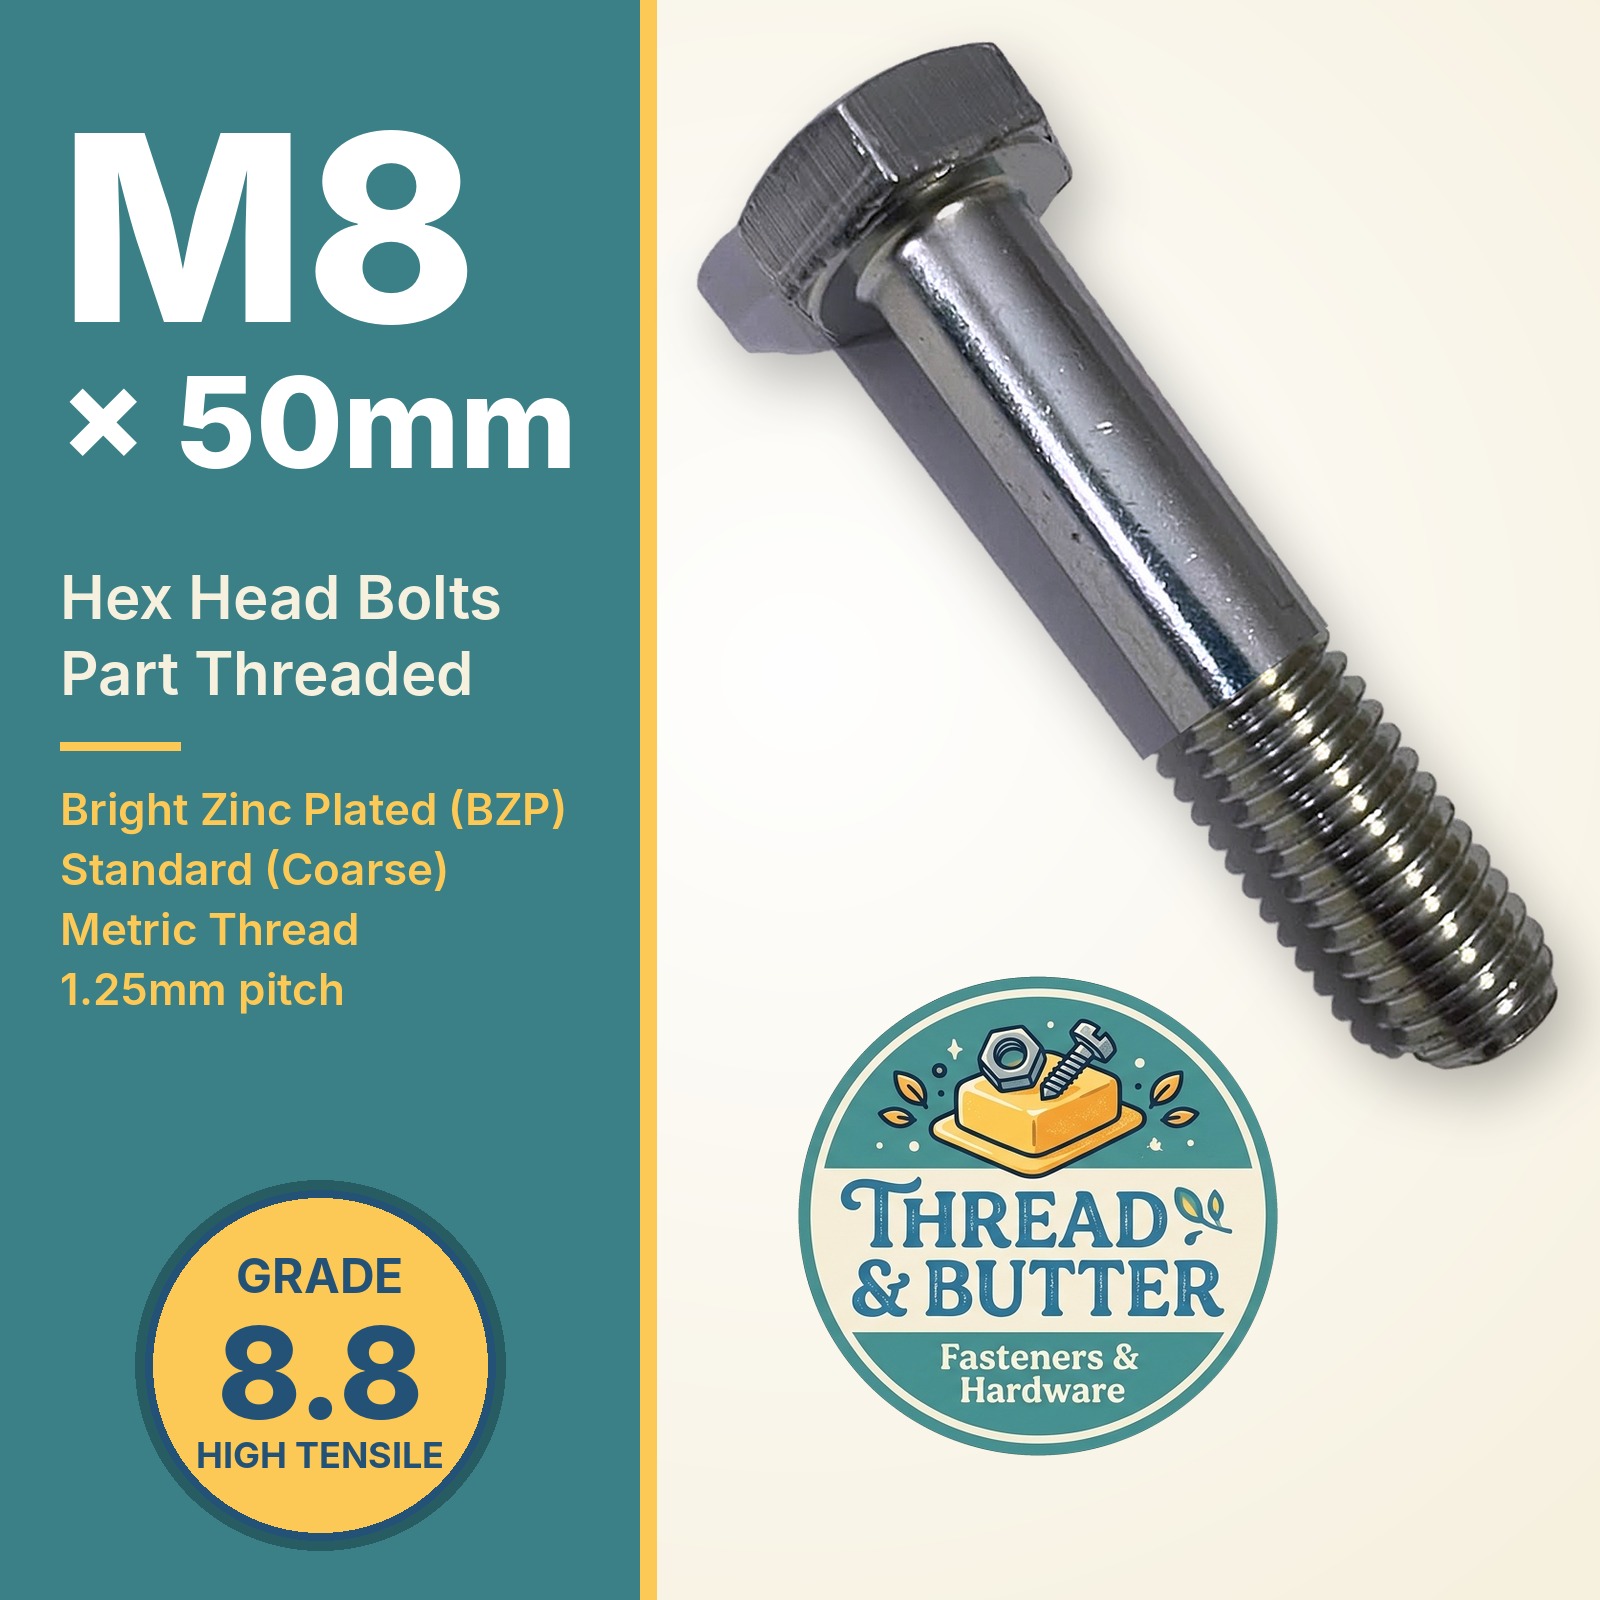 M8
× 50mm
Hex Head Bolts
Part Threaded
Bright Zinc Plated (BZP)
Standard (Coarse)
Metric Thread
1.25mm pitch
GRADE
8.8
HIGH TENSILE
THREAD
& BUTTER
Fasteners &
Hardware